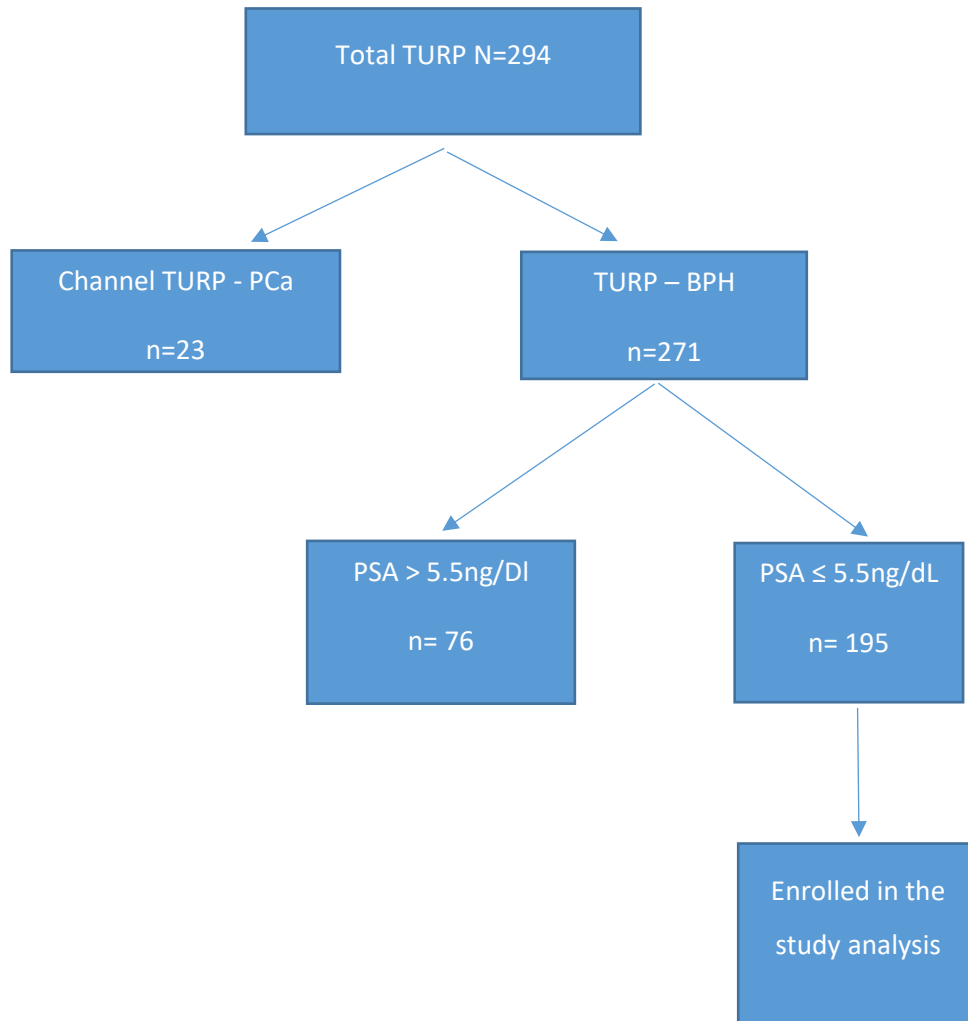 Total TURP N=294
Channel TURP - PCa
n=23
TURP – BPH
n=271
PSA > 5.5ng/Dl
n= 76
PSA ≤ 5.5ng/dL
n= 195
Enrolled in the
study analysis